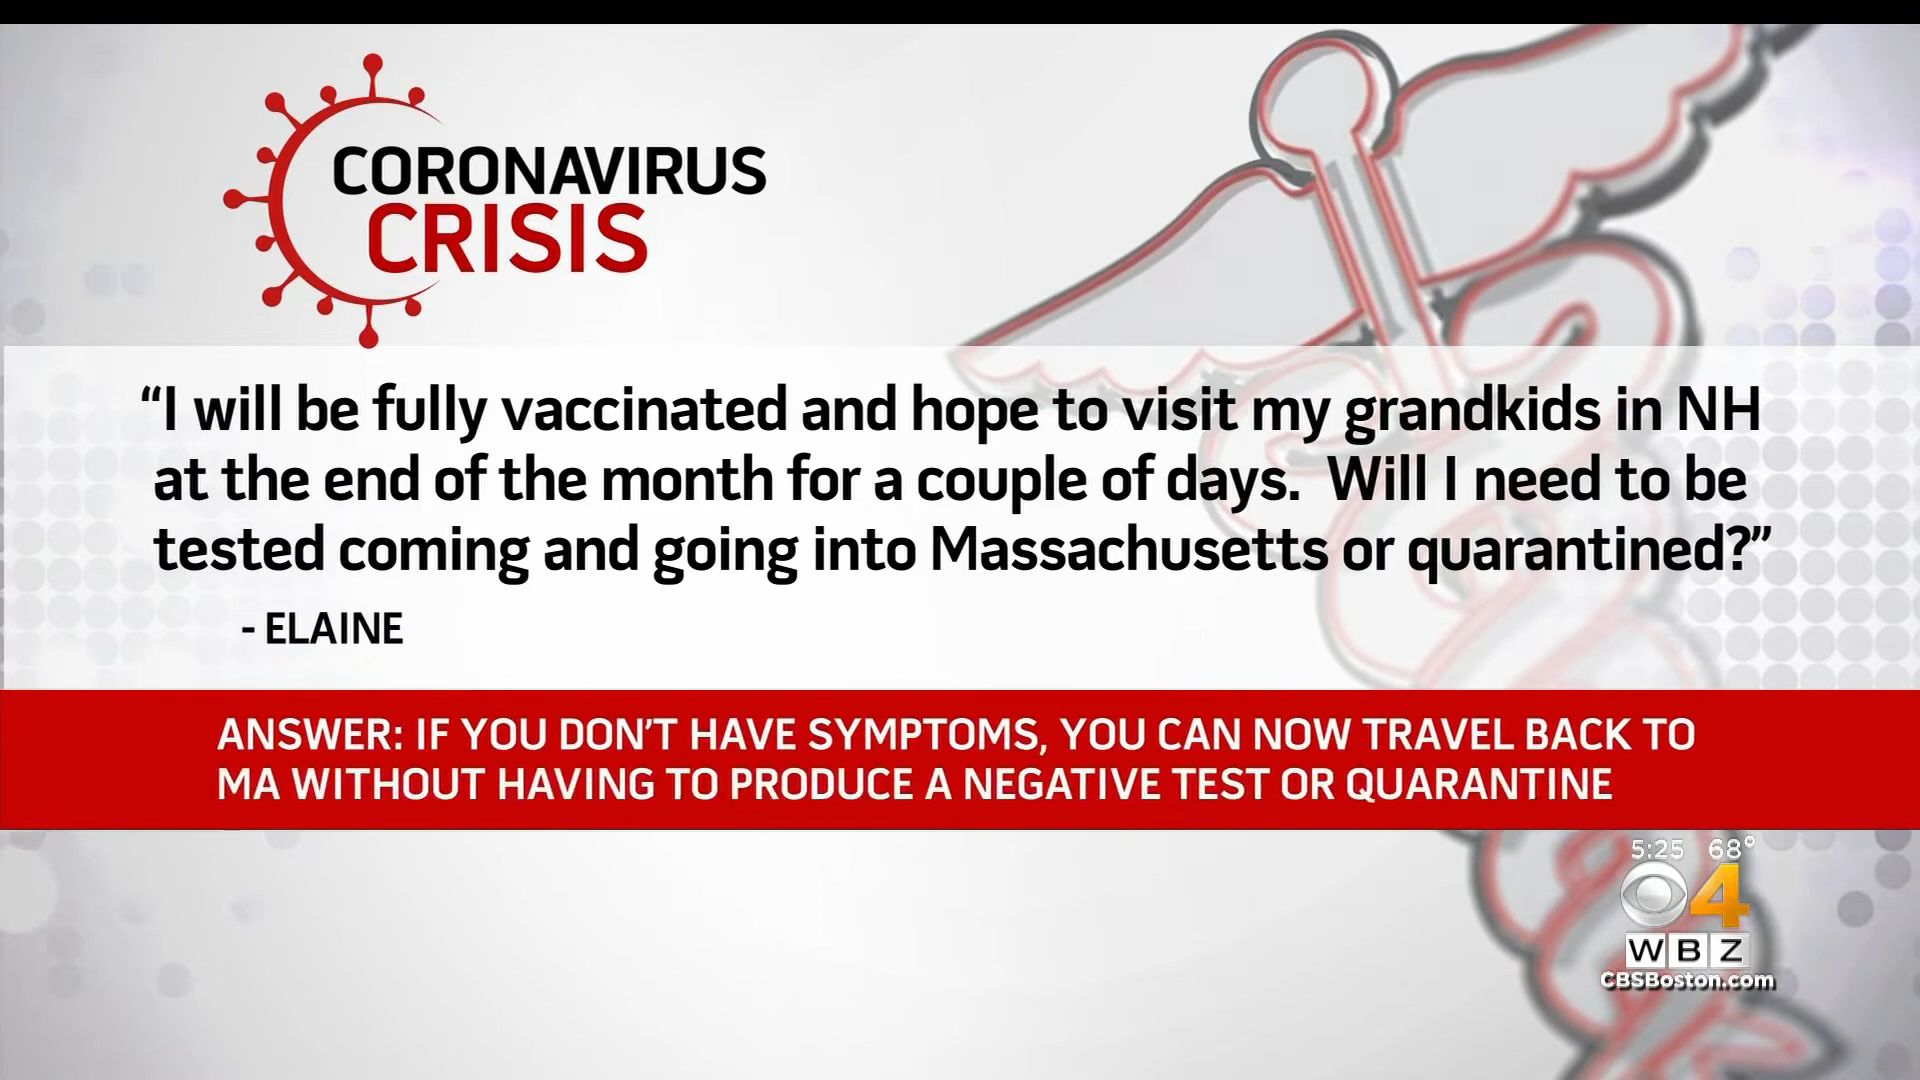 CORONAVIRUS
CRISIS
“I will be fully vaccinated and hope to visit my grandkids in NH
at the end of the month for a couple of days.  Will I need to be
tested coming and going into Massachusetts or quarantined?”
- ELAINE
ANSWER: IF YOU DON’T HAVE SYMPTOMS, YOU CAN NOW TRAVEL BACK TO
MA WITHOUT HAVING TO PRODUCE A NEGATIVE TEST OR QUARANTINE
5:25 68°
4
WBZ
CBSBoston.com